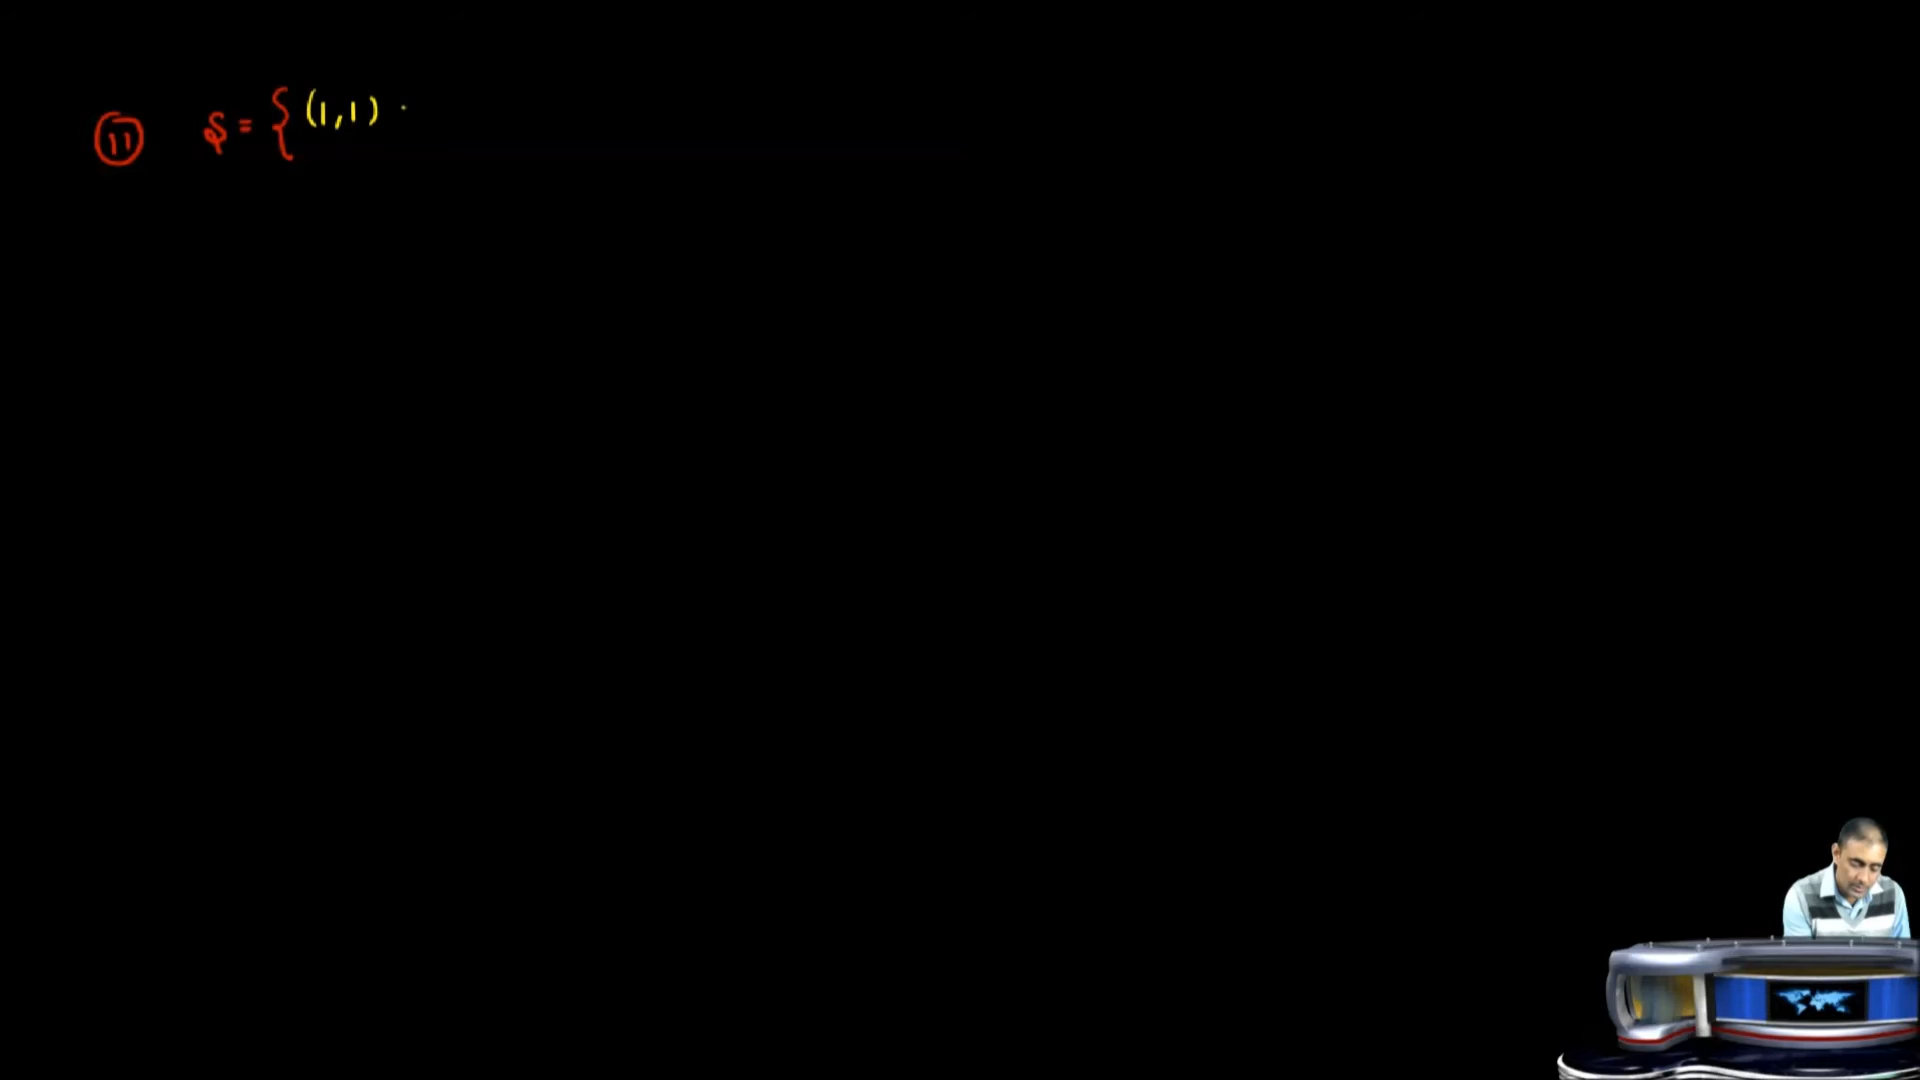 11 S = { (1,1)